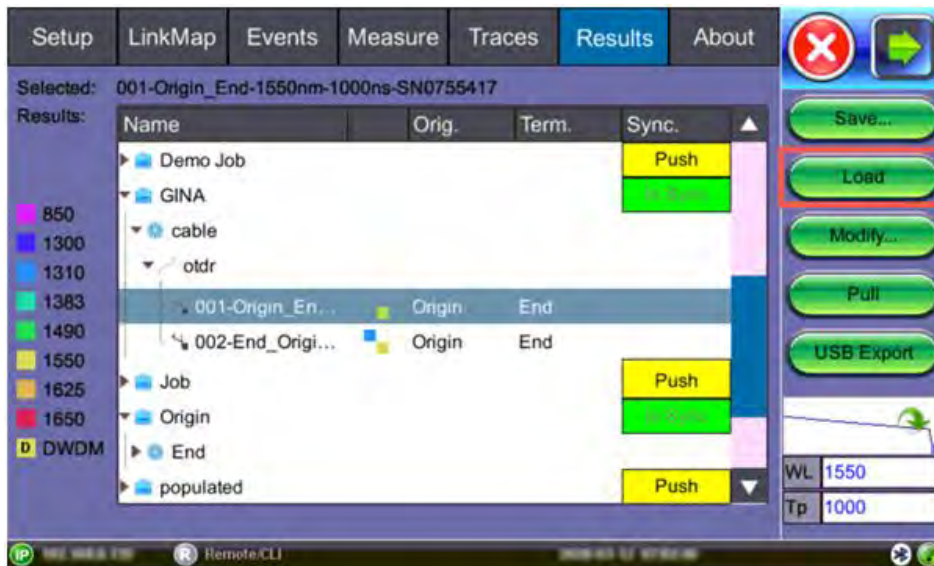 Setup LinkMap Events Measure Traces Results About
Selected: 001-Origin_End-1550nm-1000ns-SN0755417
Results:
Name Orig. Term. Sync.
Demo Job Push
GINA
cable
otdr
001-Origin_En... Origin End
002-End_Origi... Origin End
Job Push
Origin
End
populated Push
850
1300
1310
1383
1490
1550
1625
1650
D DWDM
Save...
Load
Modify...
Pull
USB Export
WL 1550
Tp 1000
IP
R Remote/CLI